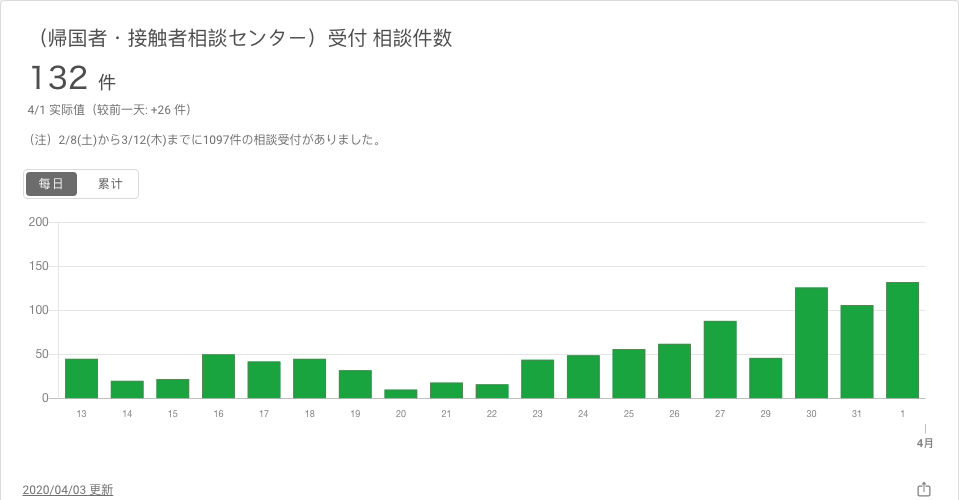 （帰国者・接触者相談センター）受付 相談件数
132 件
4/1 实际值（较前一天: +26 件）
（注）2/8(土)から3/12(木)までに1097件の相談受付がありました。
每日 累计
200
150
100
50
0
13 14 15 16 17 18 19 20 21 22 23 24 25 26 27 29 30 31 1
4月
2020/04/03 更新